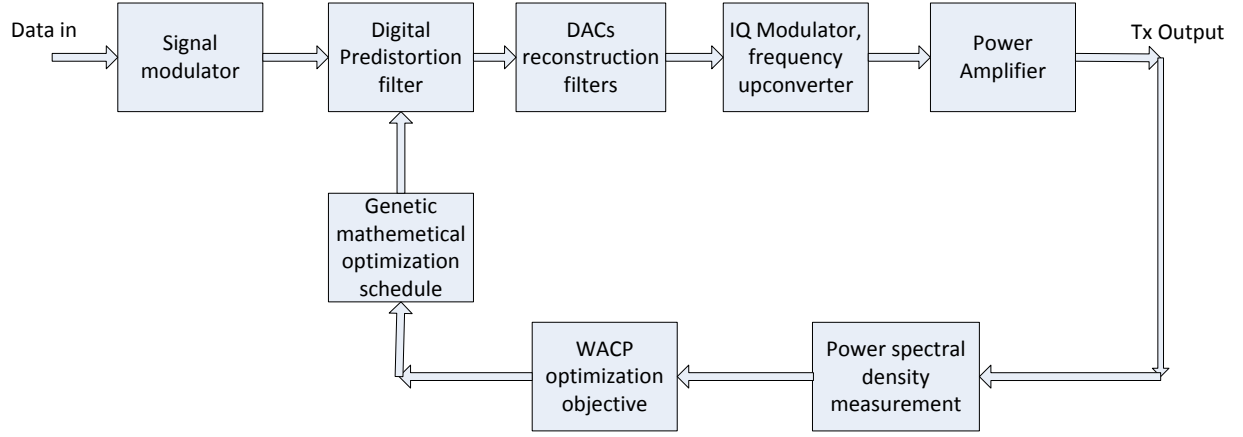 Data in
Signal
modulator
Digital
Predistortion
filter
DACs
reconstruction
filters
IQ Modulator,
frequency
upconverter
Power
Amplifier
Tx Output
Genetic
mathemetical
optimization
schedule
WACP
optimization
objective
Power spectral
density
measurement